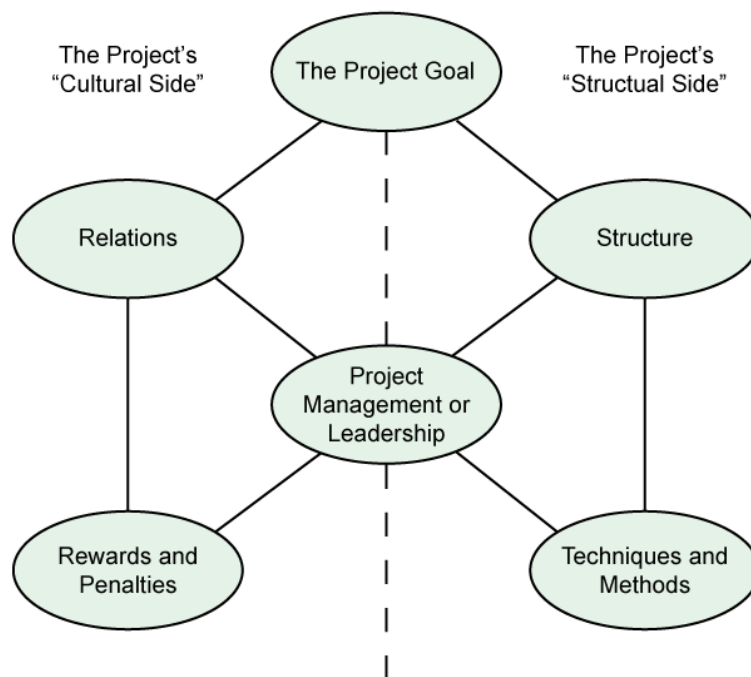 The Project's
“Cultural Side”
The Project Goal
The Project's
“Structual Side”
Relations
Structure
Project
Management or
Leadership
Rewards and
Penalties
Techniques and
Methods